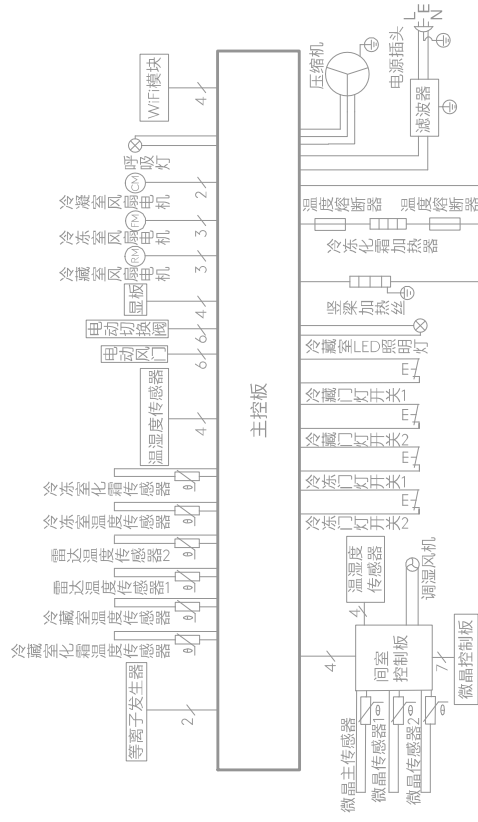 等离子发生器
2
冷藏室化霜温度传感器
θ
冷藏室温度传感器
θ
雷达温度传感器1
θ
雷达温度传感器2
θ
冷冻室温度传感器
θ
冷冻室化霜传感器
θ
温湿度传感器
4
电动风门
6
电动切换阀
6
显板
4
冷藏室
风扇
电机
RM
3
冷冻室
风扇
电机
FM
3
冷凝室
风扇
电机
CM
2
呼吸灯
WiFi模块
4
主控板
4
间室
控制板
微晶主传感器
θ
微晶传感器1
θ
微晶传感器2
θ
温湿度
传感器
4
调湿风机
微晶控制板
7
冷冻门灯开关2
冷冻门灯开关1
冷藏门灯开关2
冷藏门灯开关1
冷藏室LED照明灯
竖梁
加热丝
冷冻化霜加热器
温度熔断器
温度熔断器
压缩机
滤波器
电源插头
L
E
N